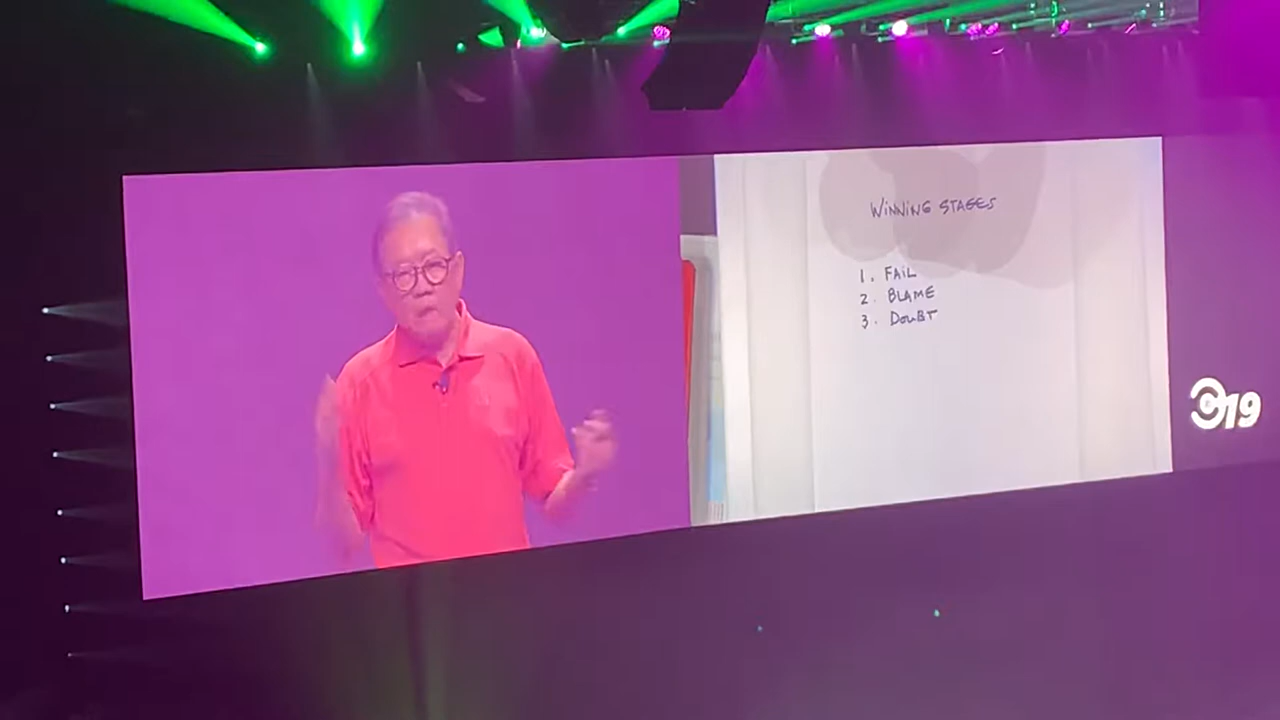 WINNING STAGES
1. FAIL
2. BLAME
3. DOUBT
C19